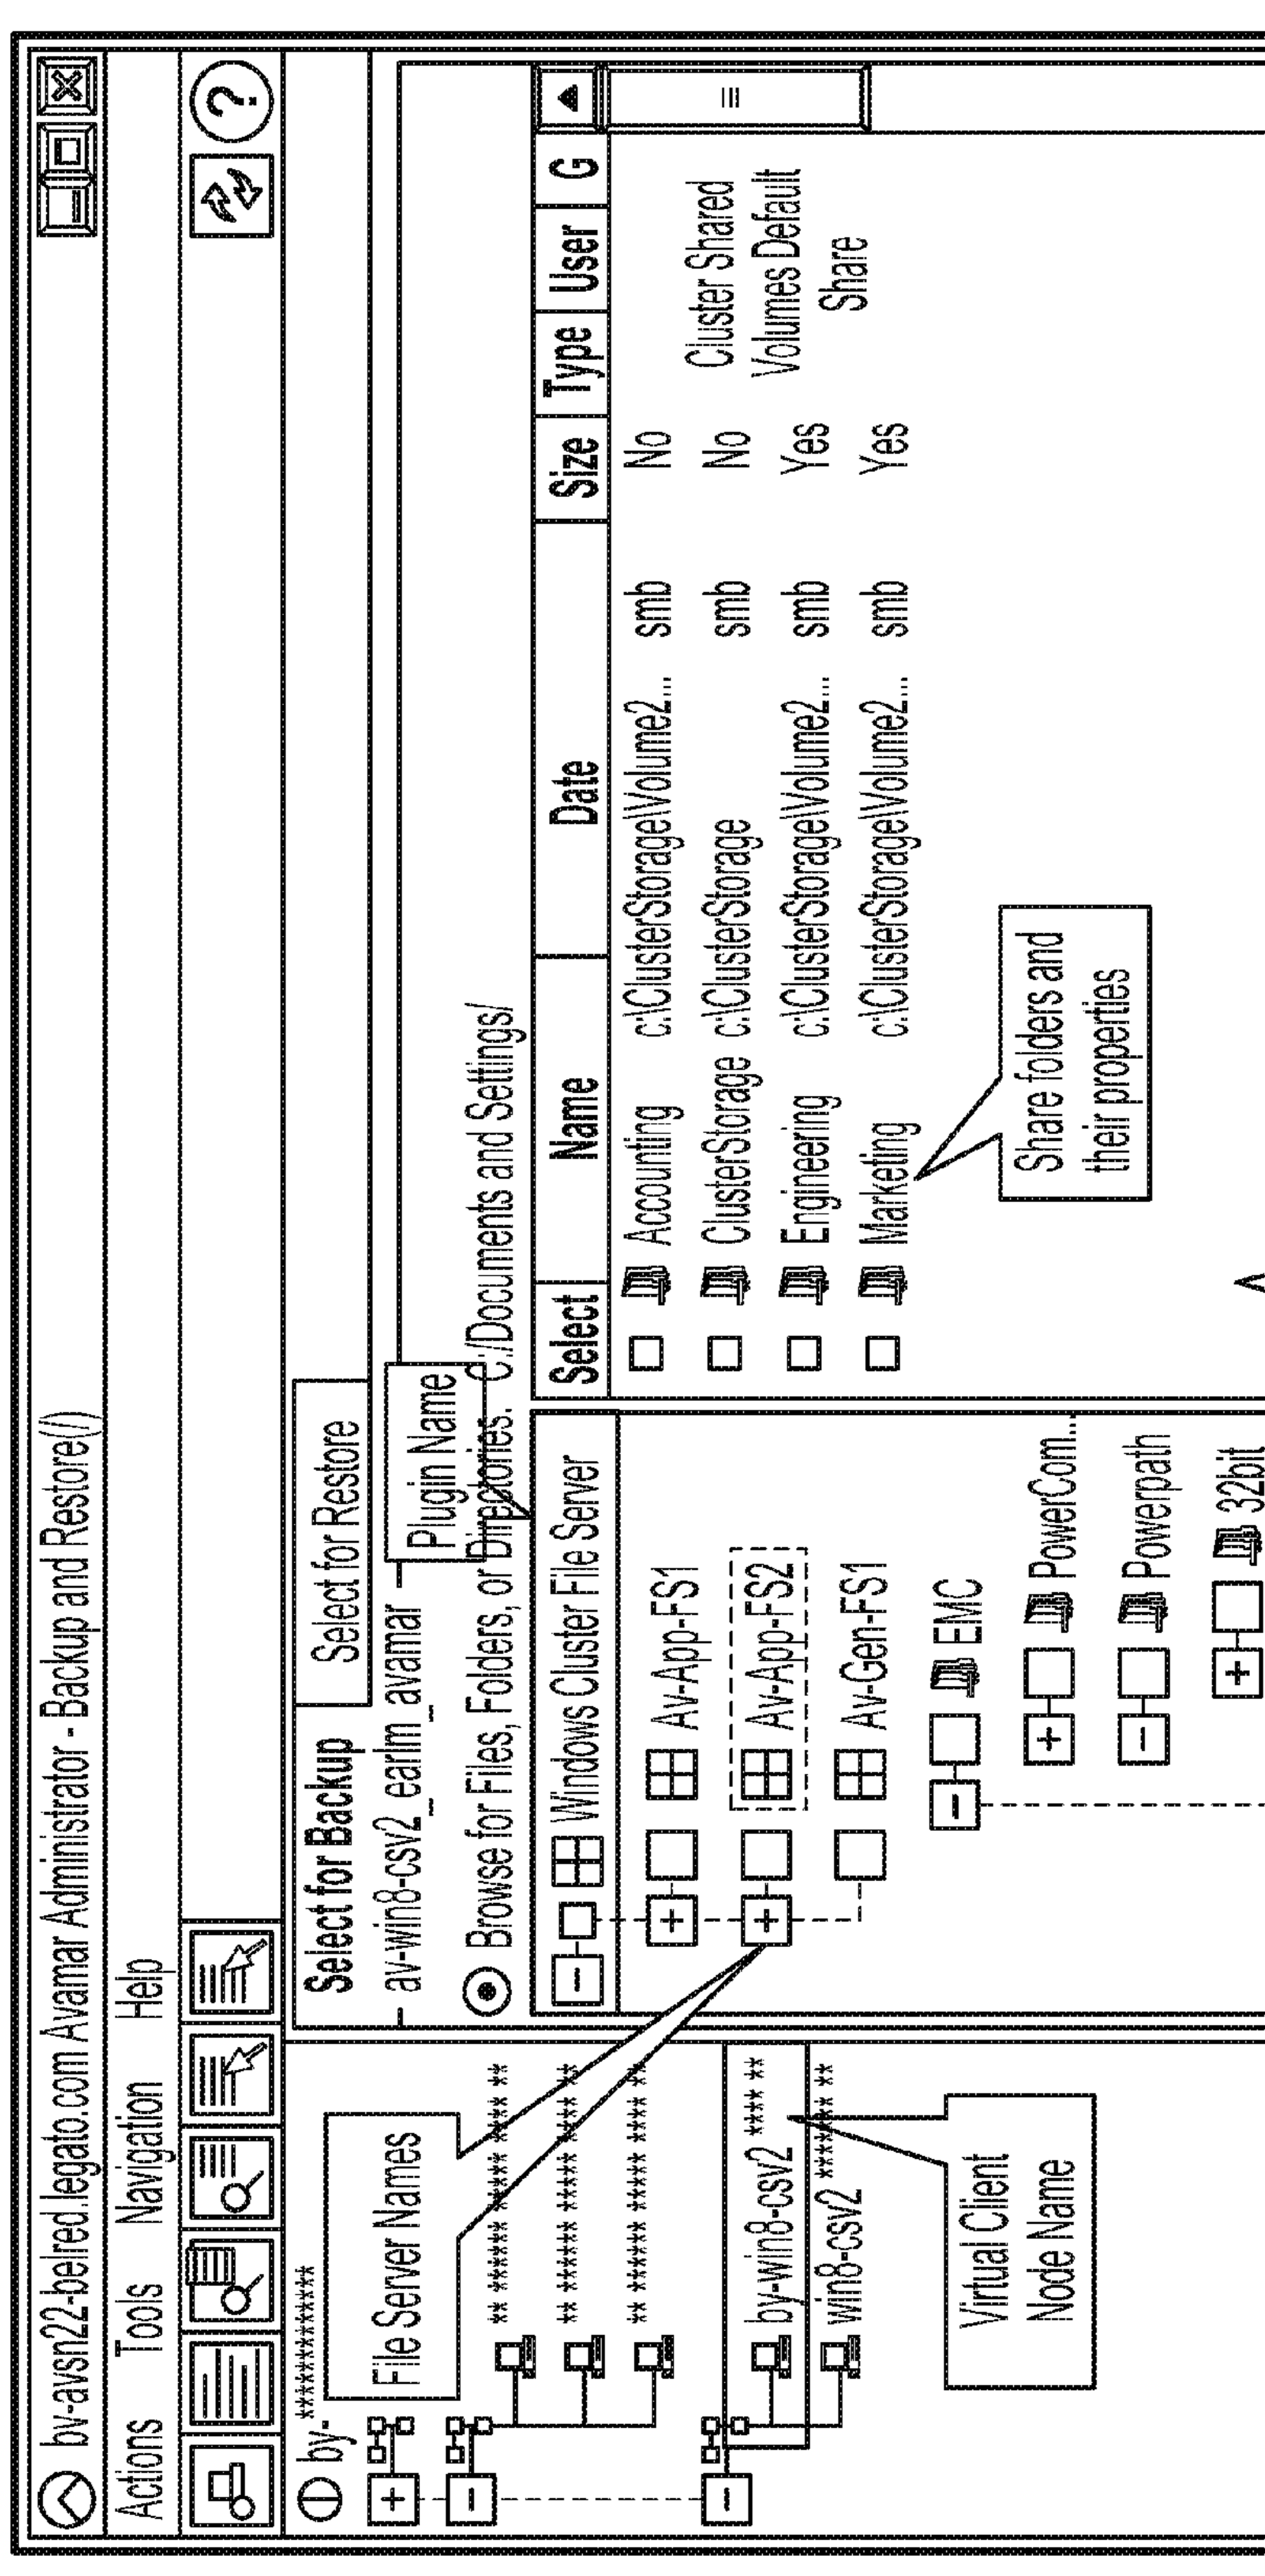 bv-avsn22-belred.legato.com Avamar Administrator - Backup and Restore(/)
Actions Tools Navigation Help
?
by-************
File Server Names
** ****** ***** **** **
** ****** ***** **** **
** ****** ***** **** **
by-win8-csv2 **** **
win8-csv2 ******* **
Virtual Client
Node Name
Select for Backup
Select for Restore
av-win8-csv2_earlm_avamar
Plugin Name
Browse for Files, Folders, or Directories. C:/Documents and Settings/
Windows Cluster File Server
Av-App-FS1
Av-App-FS2
Av-Gen-FS1
EMC
PowerCom...
Powerpath
32bit
Select Name Date Size Type User G
Accounting c:\ClusterStorage\Volume2... smb No
ClusterStorage c:\ClusterStorage smb No Cluster Shared
Volumes Default
Share
Engineering c:\ClusterStorage\Volume2... smb Yes
Marketing c:\ClusterStorage\Volume2... smb Yes
Share folders and
their properties